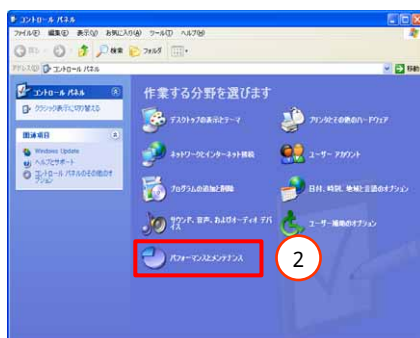 コントロール パネル
ファイル(F) 編集(E) 表示(V) お気に入り(A) ツール(T) ヘルプ(H)
戻る 検索 フォルダ
アドレス(D) コントロール パネル 移動
コントロール パネル
クラシック表示に切り替える
関連項目
Windows Update
ヘルプとサポート
コントロール パネルのその他のオプション
作業する分野を選びます
デスクトップの表示とテーマ プリンタとその他のハードウェア
ネットワークとインターネット接続 ユーザー アカウント
プログラムの追加と削除 日付、時刻、地域と言語のオプション
サウンド、音声、およびオーディオ デバイス ユーザー補助のオプション
パフォーマンスとメンテナンス
2